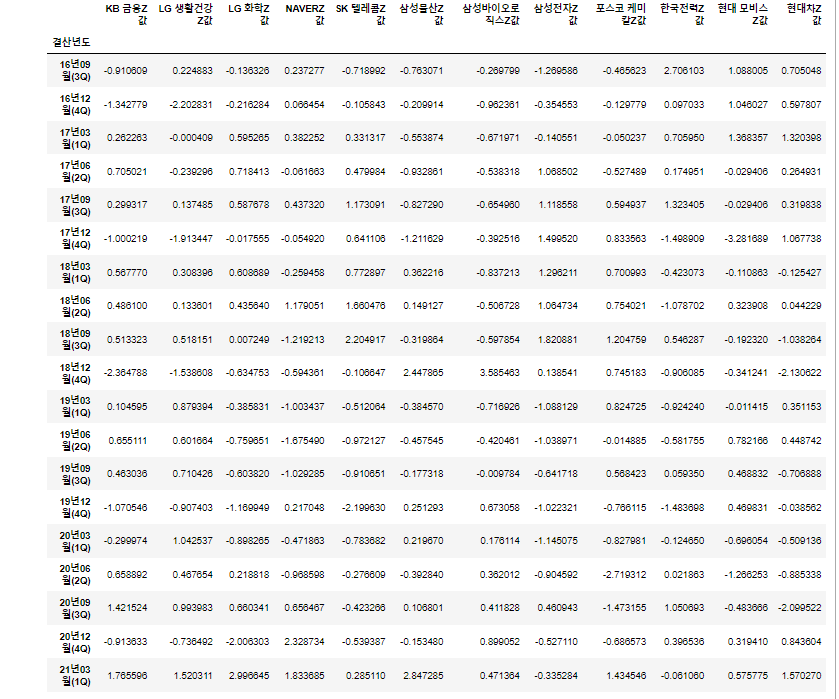 KB 금융Z값 LG 생활건강Z값 LG 화학Z값 NAVERZ값 SK 텔레콤Z값 삼성물산Z값 삼성바이오로직스Z값 삼성전자Z값 포스코 케미칼Z값 한국전력Z값 현대 모비스Z값 현대차Z값
결산년도
16년09월(3Q) -0.910609 0.224883 -0.136326 0.237277 -0.718992 -0.763071 -0.269799 -1.269586 -0.465623 2.706103 1.088005 0.705048
16년12월(4Q) -1.342779 -2.202831 -0.216284 0.066454 -0.105843 -0.209914 -0.962361 -0.354553 -0.129779 0.097033 1.046027 0.597807
17년03월(1Q) 0.262263 -0.000409 0.595265 0.382252 0.331317 -0.553874 -0.671971 -0.140551 -0.050237 0.705950 1.368357 1.320398
17년06월(2Q) 0.705021 -0.239296 0.718413 -0.061663 0.479984 -0.932861 -0.538318 1.068502 -0.527489 0.174951 -0.029406 0.264931
17년09월(3Q) 0.299317 0.137485 0.587678 0.437320 1.173091 -0.827290 -0.654960 1.118558 0.594937 1.323405 -0.029406 0.319838
17년12월(4Q) -1.000219 -1.913447 -0.017555 -0.054920 0.641106 -1.211629 -0.392516 1.499520 0.833563 -1.498909 -3.281689 1.067738
18년03월(1Q) 0.567770 0.308396 0.608689 -0.259458 0.772897 0.362216 -0.837213 1.296211 0.700993 -0.423073 -0.110863 -0.125427
18년06월(2Q) 0.486100 0.133601 0.435640 1.179051 1.660476 0.149127 -0.506728 1.064734 0.754021 -1.078702 0.323908 0.044229
18년09월(3Q) 0.513323 0.518151 0.007249 -1.219213 2.204917 -0.319864 -0.597854 1.820881 1.204759 0.546287 -0.192320 -1.038264
18년12월(4Q) -2.364788 -1.538608 -0.634753 -0.594361 -0.106647 2.447865 3.585463 0.138541 0.745183 -0.906085 -0.341241 -2.130622
19년03월(1Q) 0.104595 0.879394 -0.385831 -1.003437 -0.512064 -0.384570 -0.716926 -1.088129 0.824725 -0.924240 -0.011415 0.351153
19년06월(2Q) 0.655111 0.601664 -0.759651 -1.675490 -0.972127 -0.457545 -0.420461 -1.038971 -0.014885 -0.581755 0.782166 0.448742
19년09월(3Q) 0.463036 0.710426 -0.603820 -1.029285 -0.910651 -0.177318 -0.009784 -0.641718 0.568423 0.059350 0.468832 -0.706888
19년12월(4Q) -1.070546 -0.907403 -1.169949 0.217048 -2.199630 0.251293 0.673058 -1.022321 -0.766115 -1.483698 0.469831 -0.038562
20년03월(1Q) -0.299974 1.042537 -0.898265 -0.471863 -0.783682 0.219670 0.176114 -1.145075 -0.827981 -0.124650 -0.696054 -0.509136
20년06월(2Q) 0.658892 0.467654 0.218818 -0.968598 -0.276609 -0.392840 0.362012 -0.904592 -2.719312 0.021863 -1.266253 -0.885338
20년09월(3Q) 1.421524 0.993983 0.660341 0.656467 -0.423266 0.106801 0.411828 0.460943 -1.473155 1.050693 -0.483666 -2.099522
20년12월(4Q) -0.913633 -0.736492 -2.006303 2.328734 -0.539387 -0.153480 0.899052 -0.527110 -0.686573 0.396536 0.319410 0.843604
21년03월(1Q) 1.765596 1.520311 2.996645 1.833685 0.285110 2.847285 0.471364 -0.335284 1.434546 -0.061060 0.575775 1.570270